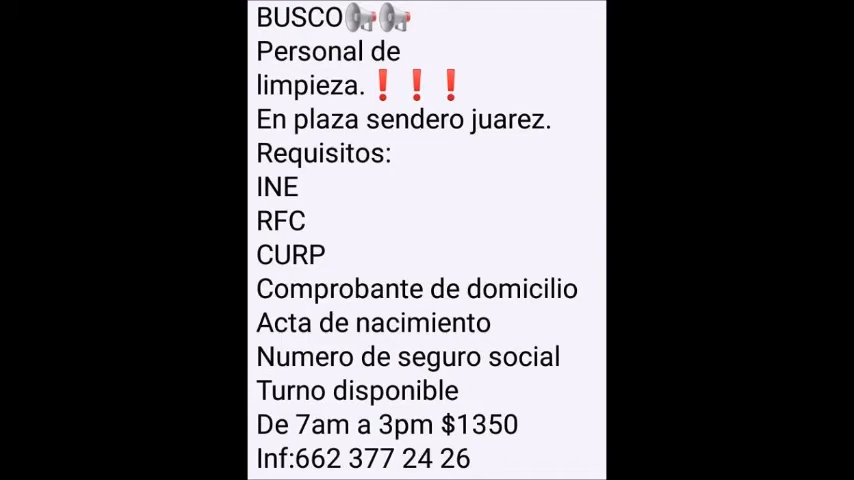 BUSCO📢📢
Personal de
limpieza.❗❗❗
En plaza sendero juarez.
Requisitos:
INE
RFC
CURP
Comprobante de domicilio
Acta de nacimiento
Numero de seguro social
Turno disponible
De 7am a 3pm $1350
Inf:662 377 24 26